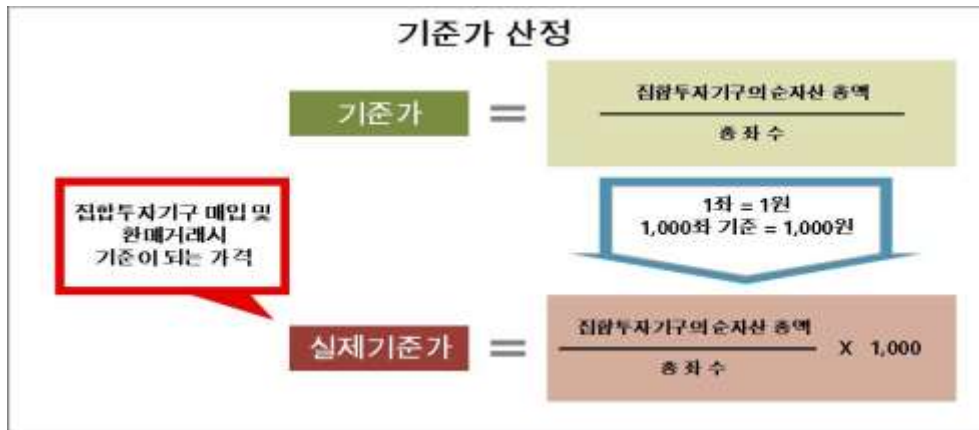 기준가 산정
기준가 =
집합투자기구의 순자산 총액
총 좌 수
집합투자기구 매입 및
환매거래시
기준이 되는 가격
1좌 = 1원
1,000좌 기준 = 1,000원
실제기준가 =
집합투자기구의 순자산 총액
총 좌 수
X 1,000